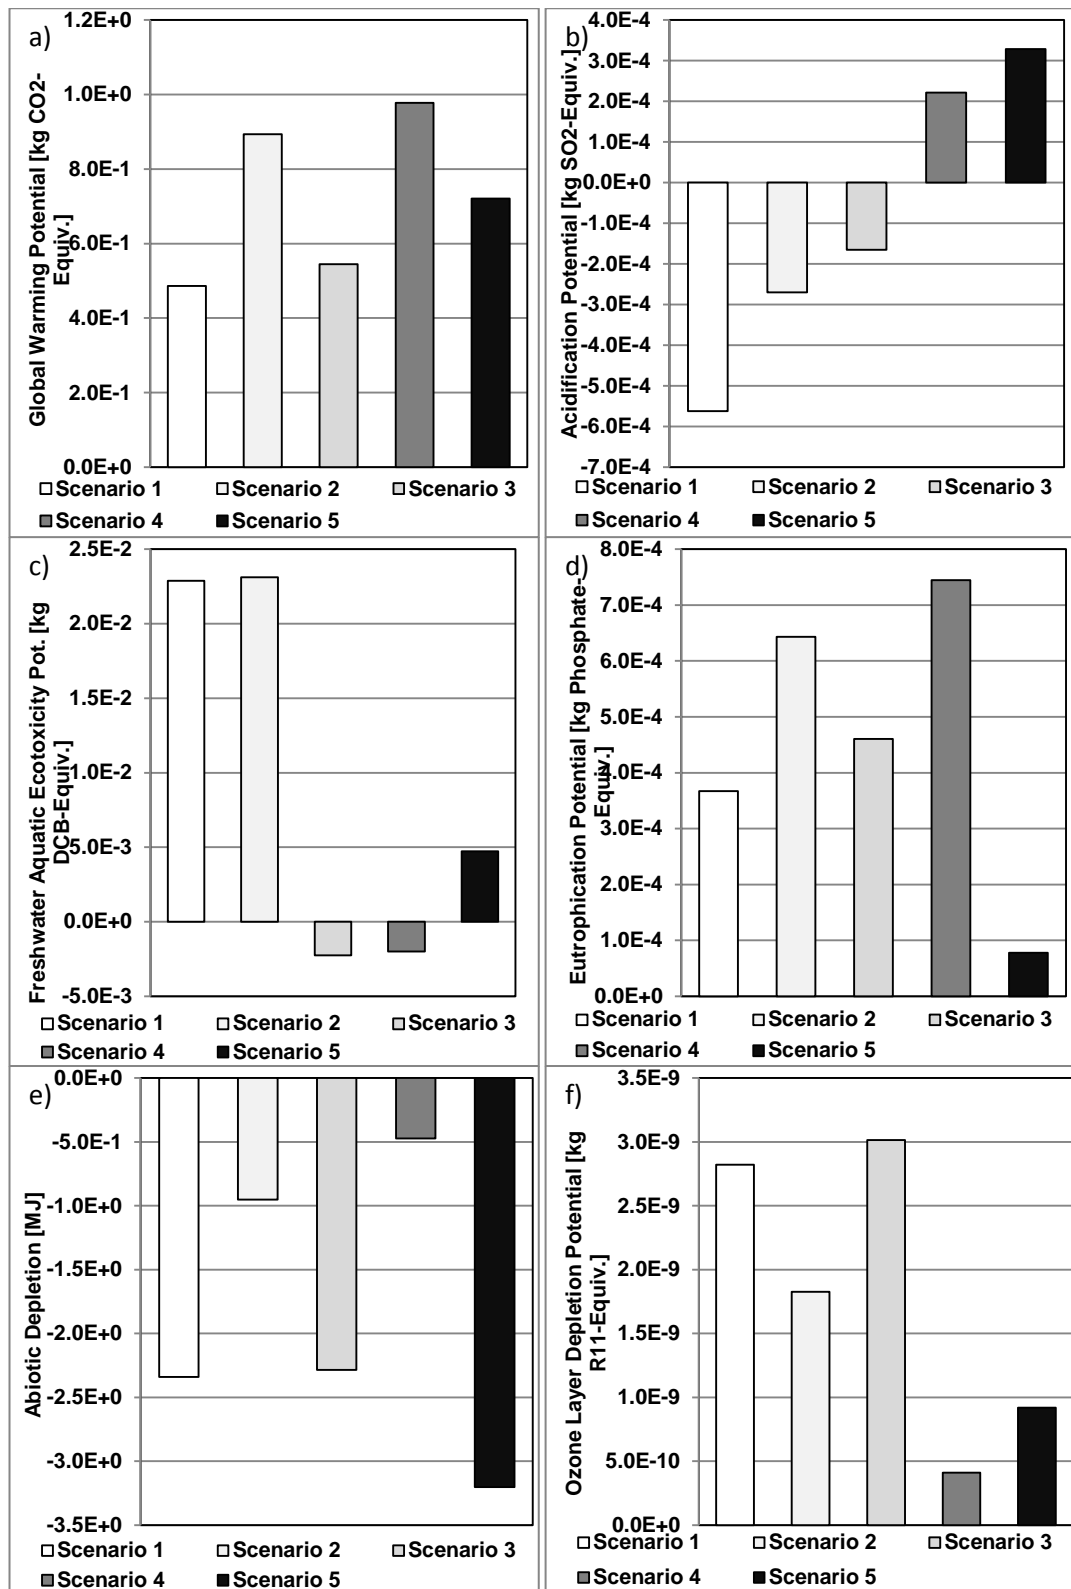 a)
Global Warming Potential [kg CO2-
Equiv.]
1.2E+0
1.0E+0
8.0E-1
6.0E-1
4.0E-1
2.0E-1
0.0E+0
Scenario 1 Scenario 2 Scenario 3
Scenario 4 Scenario 5
b)
Acidification Potential [kg SO2-Equiv.]
4.0E-4
3.0E-4
2.0E-4
1.0E-4
0.0E+0
-1.0E-4
-2.0E-4
-3.0E-4
-4.0E-4
-5.0E-4
-6.0E-4
-7.0E-4
Scenario 1 Scenario 2 Scenario 3
Scenario 4 Scenario 5
c)
Freshwater Aquatic Ecotoxicity Pot. [kg
DCB-Equiv.]
2.5E-2
2.0E-2
1.5E-2
1.0E-2
5.0E-3
0.0E+0
-5.0E-3
Scenario 1 Scenario 2 Scenario 3
Scenario 4 Scenario 5
d)
Eutrophication Potential [kg Phosphate-
Equiv.]
8.0E-4
7.0E-4
6.0E-4
5.0E-4
4.0E-4
3.0E-4
2.0E-4
1.0E-4
0.0E+0
Scenario 1 Scenario 2 Scenario 3
Scenario 4 Scenario 5
e)
Abiotic Depletion [MJ]
0.0E+0
-5.0E-1
-1.0E+0
-1.5E+0
-2.0E+0
-2.5E+0
-3.0E+0
-3.5E+0
Scenario 1 Scenario 2 Scenario 3
Scenario 4 Scenario 5
f)
Ozone Layer Depletion Potential [kg
R11-Equiv.]
3.5E-9
3.0E-9
2.5E-9
2.0E-9
1.5E-9
1.0E-9
5.0E-10
0.0E+0
Scenario 1 Scenario 2 Scenario 3
Scenario 4 Scenario 5